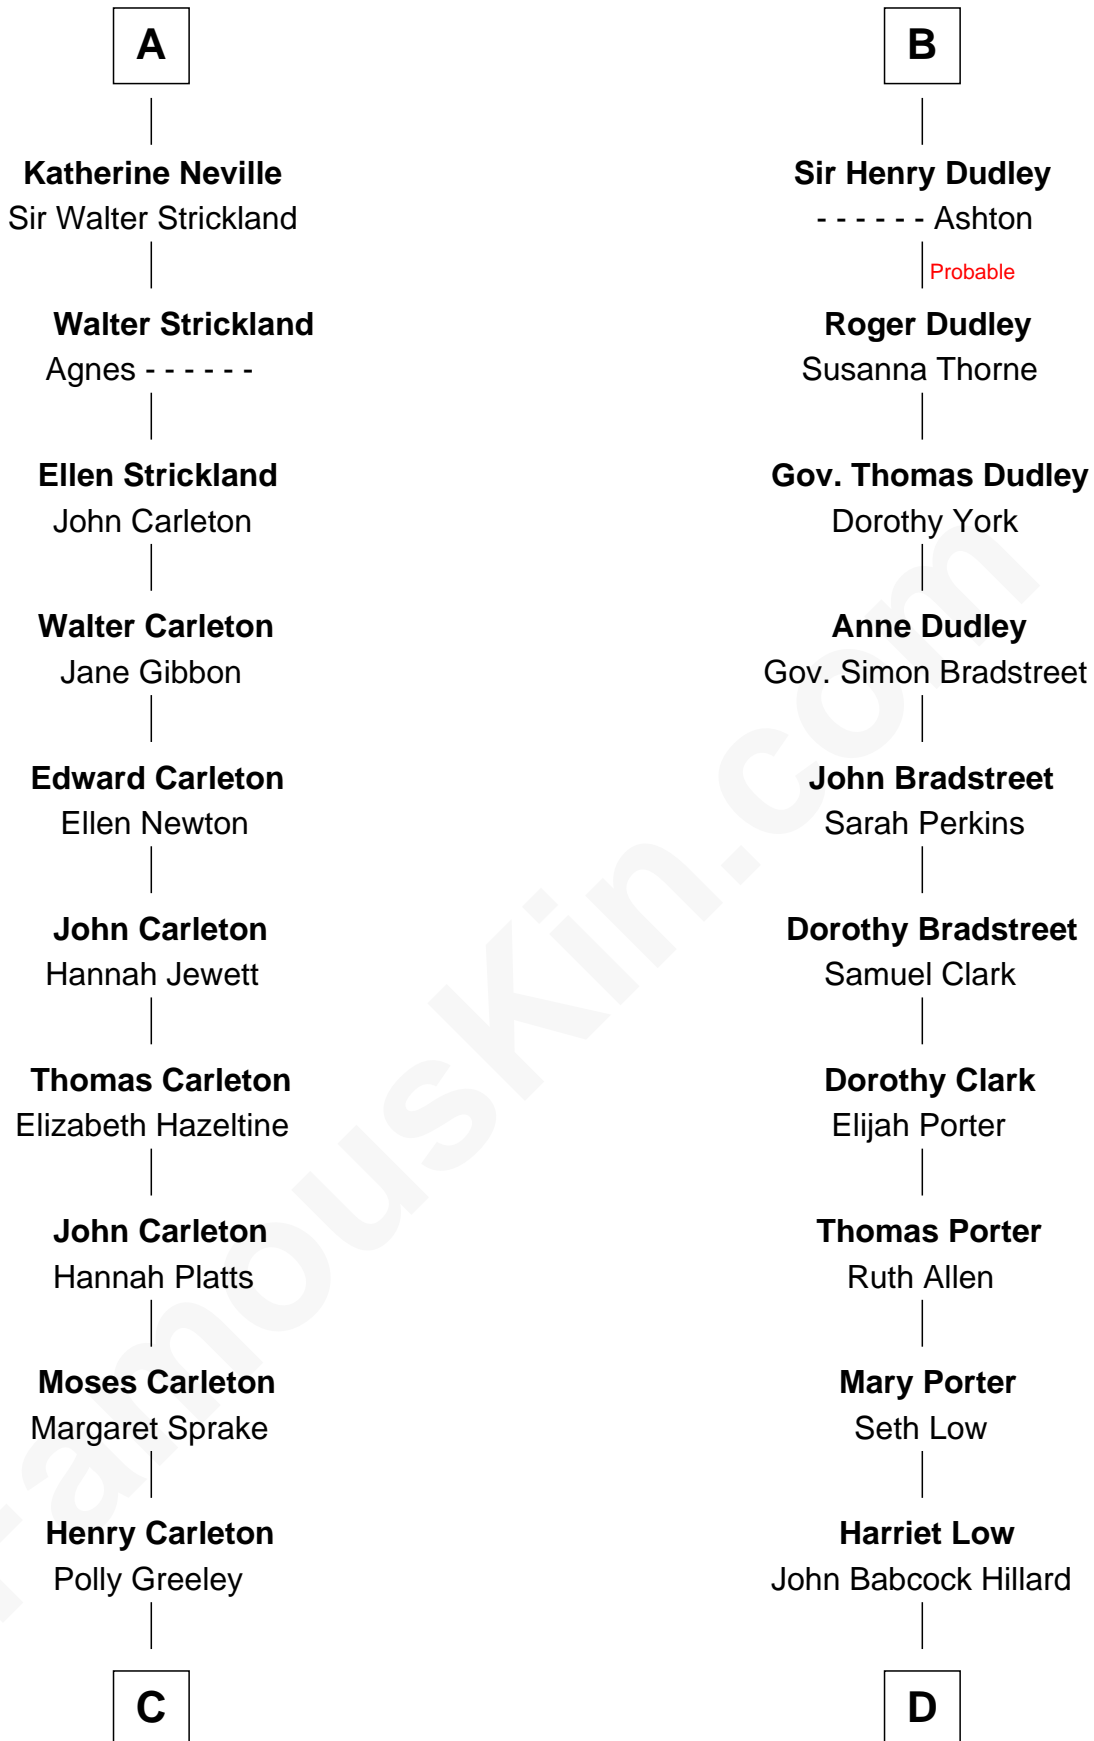 A
Katherine Neville
Sir Walter Strickland
Walter Strickland
Agnes - - - - - -
Ellen Strickland
John Carleton
Walter Carleton
Jane Gibbon
Edward Carleton
Ellen Newton
John Carleton
Hannah Jewett
Thomas Carleton
Elizabeth Hazeltine
John Carleton
Hannah Platts
Moses Carleton
Margaret Sprake
Henry Carleton
Polly Greeley
C
B
Sir Henry Dudley
- - - - - - Ashton
Probable
Roger Dudley
Susanna Thorne
Gov. Thomas Dudley
Dorothy York
Anne Dudley
Gov. Simon Bradstreet
John Bradstreet
Sarah Perkins
Dorothy Bradstreet
Samuel Clark
Dorothy Clark
Elijah Porter
Thomas Porter
Ruth Allen
Mary Porter
Seth Low
Harriet Low
John Babcock Hillard
D
FamousKin.com